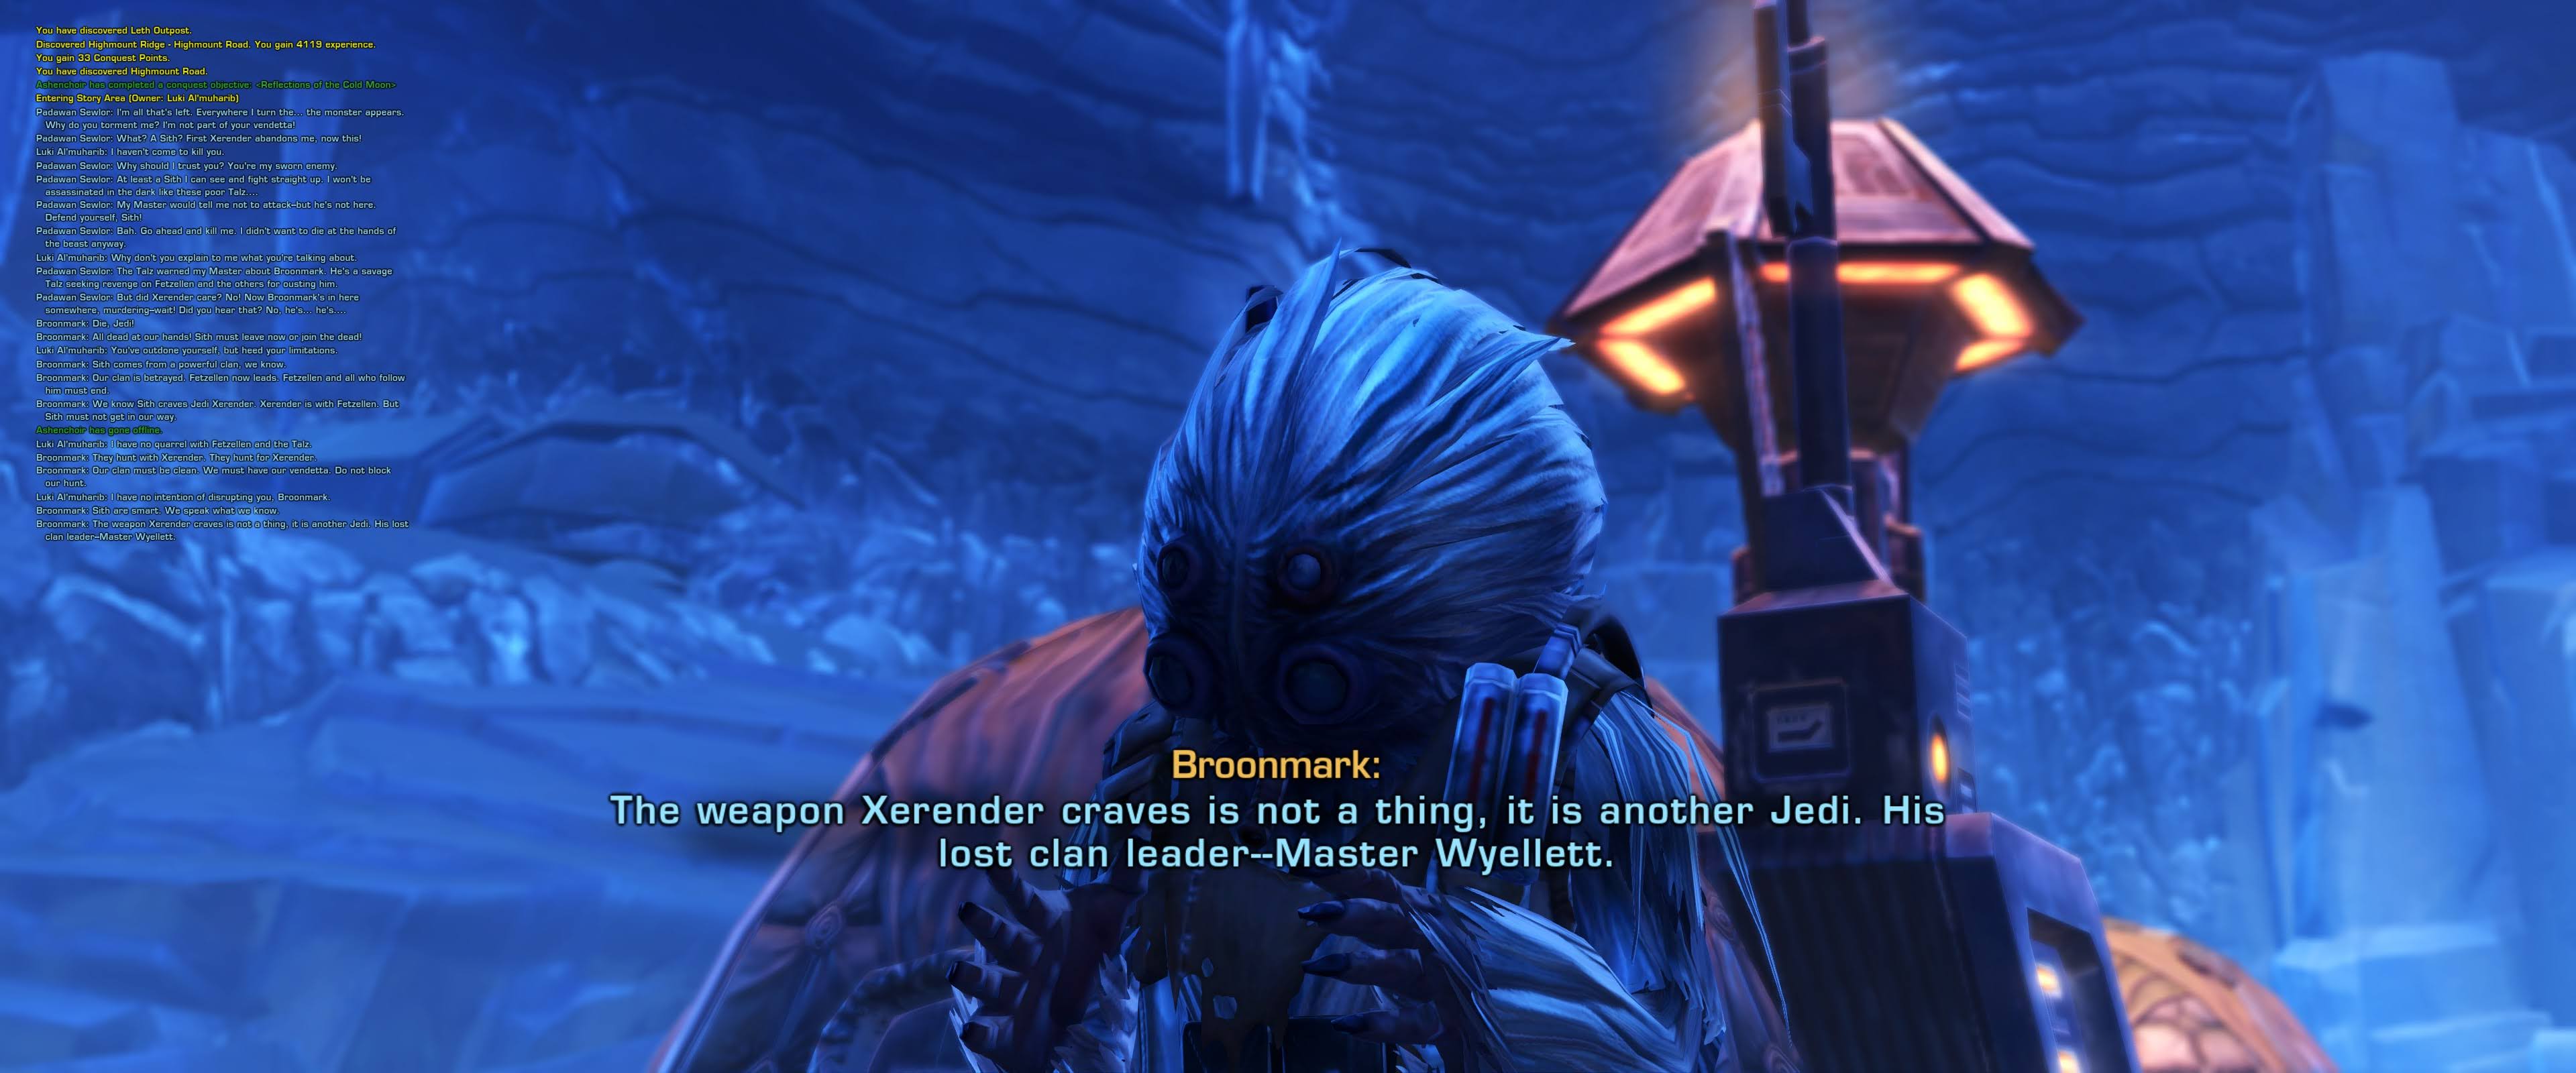 You have discovered Leth Outpost.
Discovered Highmount Ridge - Highmount Road. You gain 4119 experience.
You gain 33 Conquest Points.
You have discovered Highmount Road.
Ashenchoir has completed a conquest objective: <Reflections of the Cold Moon>
Entering Story Area (Owner: Luki Al'muharib)
Padawan Sewlor: I'm all that's left. Everywhere I turn the... the monster appears.
Why do you torment me? I'm not part of your vendetta!
Padawan Sewlor: What? A Sith? First Xerender abandons me, now this!
Luki Al'muharib: I haven't come to kill you.
Padawan Sewlor: Why should I trust you? You're my sworn enemy.
Padawan Sewlor: At least a Sith I can see and fight straight up. I won't be
assassinated in the dark like these poor Talz....
Padawan Sewlor: My Master would tell me not to attack--but he's not here.
Defend yourself, Sith!
Padawan Sewlor: Bah. Go ahead and kill me. I didn't want to die at the hands of
the beast anyway.
Luki Al'muharib: Why don't you explain to me what you're talking about.
Padawan Sewlor: The Talz warned my Master about Broonmark. He's a savage
Talz seeking revenge on Fetzellen and the others for ousting him.
Padawan Sewlor: But did Xerender care? No! Now Broonmark's in here
somewhere, murdering--wait! Did you hear that? No, he's... he's....
Broonmark: Die, Jedi!
Broonmark: All dead at our hands! Sith must leave now or join the dead!
Luki Al'muharib: You've outdone yourself, but heed your limitations.
Broonmark: Sith comes from a powerful clan, we know.
Broonmark: Our clan is betrayed. Fetzellen now leads. Fetzellen and all who follow
him must end.
Broonmark: We know Sith craves Jedi Xerender. Xerender is with Fetzellen. But
Sith must not get in our way.
Ashenchoir has gone offline.
Luki Al'muharib: I have no quarrel with Fetzellen and the Talz.
Broonmark: They hunt with Xerender. They hunt for Xerender.
Broonmark: Our clan must be clean. We must have our vendetta. Do not block
our hunt.
Luki Al'muharib: I have no intention of disrupting you, Broonmark.
Broonmark: Sith are smart. We speak what we know.
Broonmark: The weapon Xerender craves is not a thing, it is another Jedi. His lost
clan leader--Master Wyellett.
Broonmark:
The weapon Xerender craves is not a thing, it is another Jedi. His
lost clan leader--Master Wyellett.